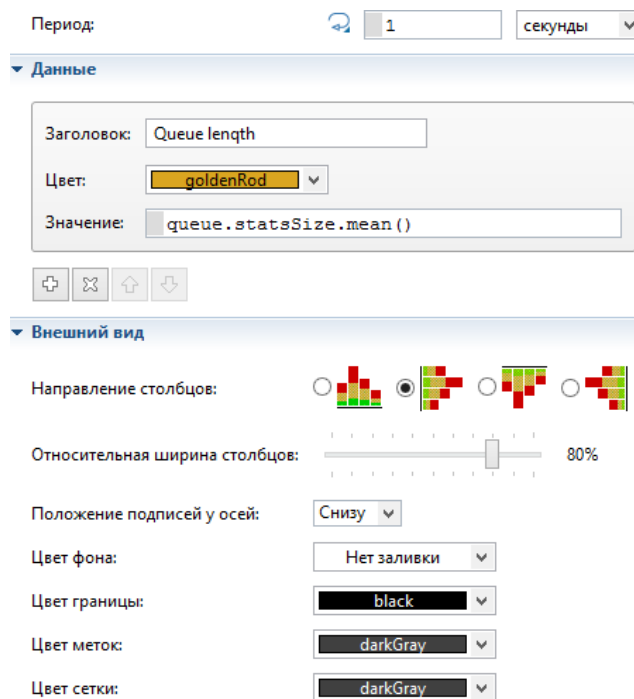 Период: 1 секунды
Данные
Заголовок: Queue lenqth
Цвет: goldenRod
Значение: queue.statsSize.mean()
Внешний вид
Направление столбцов:
Относительная ширина столбцов: 80%
Положение подписей у осей: Снизу
Цвет фона: Нет заливки
Цвет границы: black
Цвет меток: darkGray
Цвет сетки: darkGray